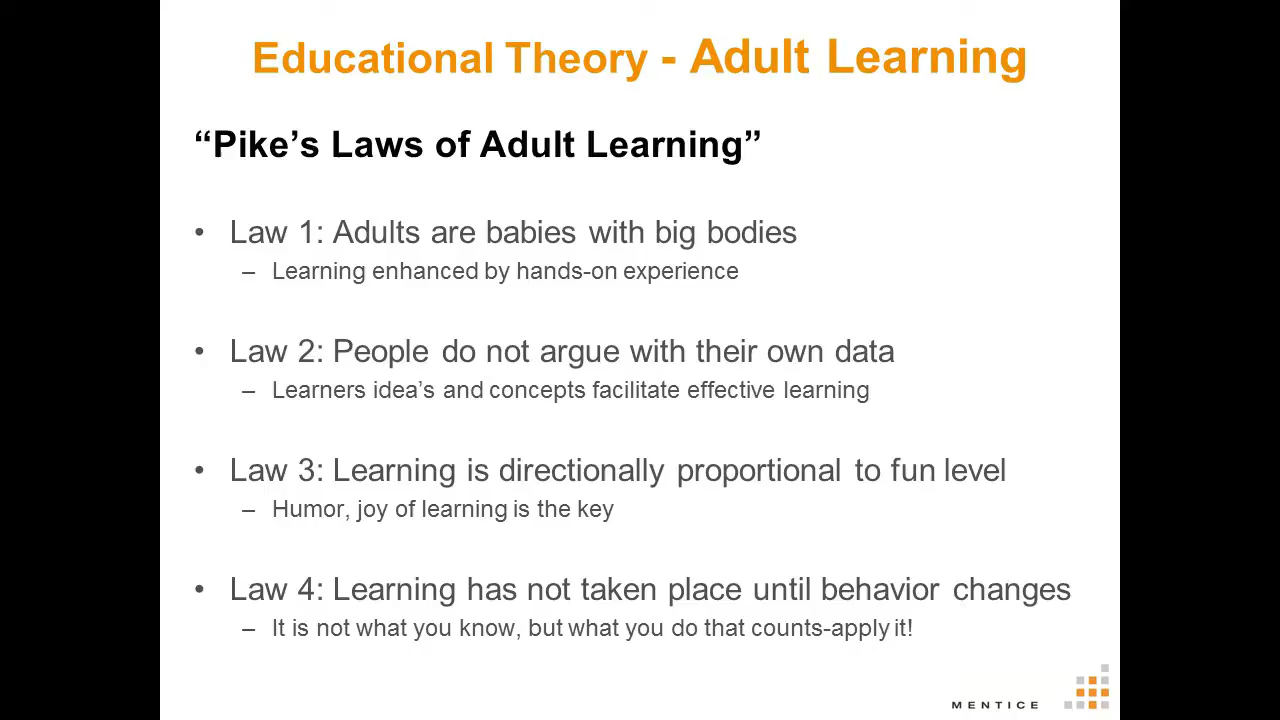 Educational Theory - Adult Learning
“Pike’s Laws of Adult Learning”
• Law 1: Adults are babies with big bodies
– Learning enhanced by hands-on experience
• Law 2: People do not argue with their own data
– Learners idea’s and concepts facilitate effective learning
• Law 3: Learning is directionally proportional to fun level
– Humor, joy of learning is the key
• Law 4: Learning has not taken place until behavior changes
– It is not what you know, but what you do that counts-apply it!
MENTICE